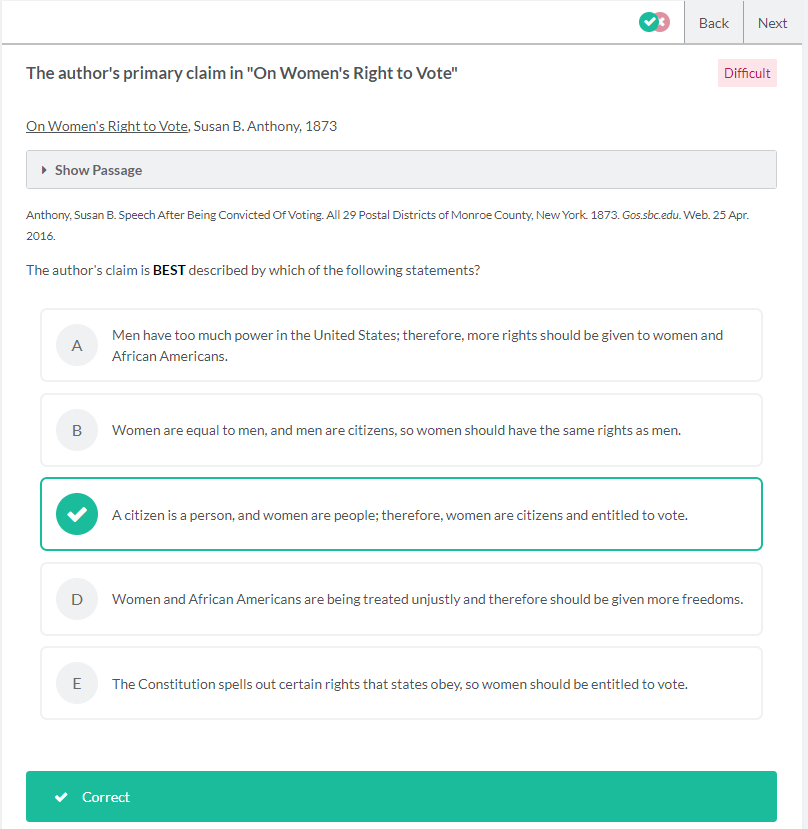 Back Next
The author's primary claim in "On Women's Right to Vote"
Difficult
On Women's Right to Vote, Susan B. Anthony, 1873
Show Passage
Anthony, Susan B. Speech After Being Convicted Of Voting. All 29 Postal Districts of Monroe County, New York. 1873. Gos.sbc.edu. Web. 25 Apr.
2016.
The author's claim is BEST described by which of the following statements?
A
Men have too much power in the United States; therefore, more rights should be given to women and
African Americans.
B
Women are equal to men, and men are citizens, so women should have the same rights as men.
A citizen is a person, and women are people; therefore, women are citizens and entitled to vote.
D
Women and African Americans are being treated unjustly and therefore should be given more freedoms.
E
The Constitution spells out certain rights that states obey, so women should be entitled to vote.
Correct